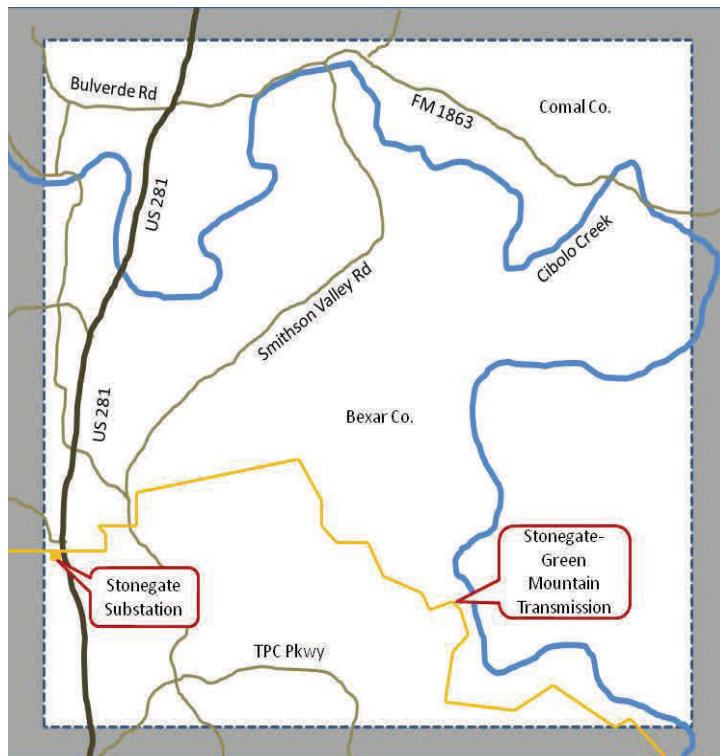 Bulverde Rd
FM 1863
Comal Co.
US 281
Cibolo Creek
Smithson Valley Rd
US 281
Bexar Co.
Stonegate-
Green
Mountain
Transmission
Stonegate
Substation
TPC Pkwy